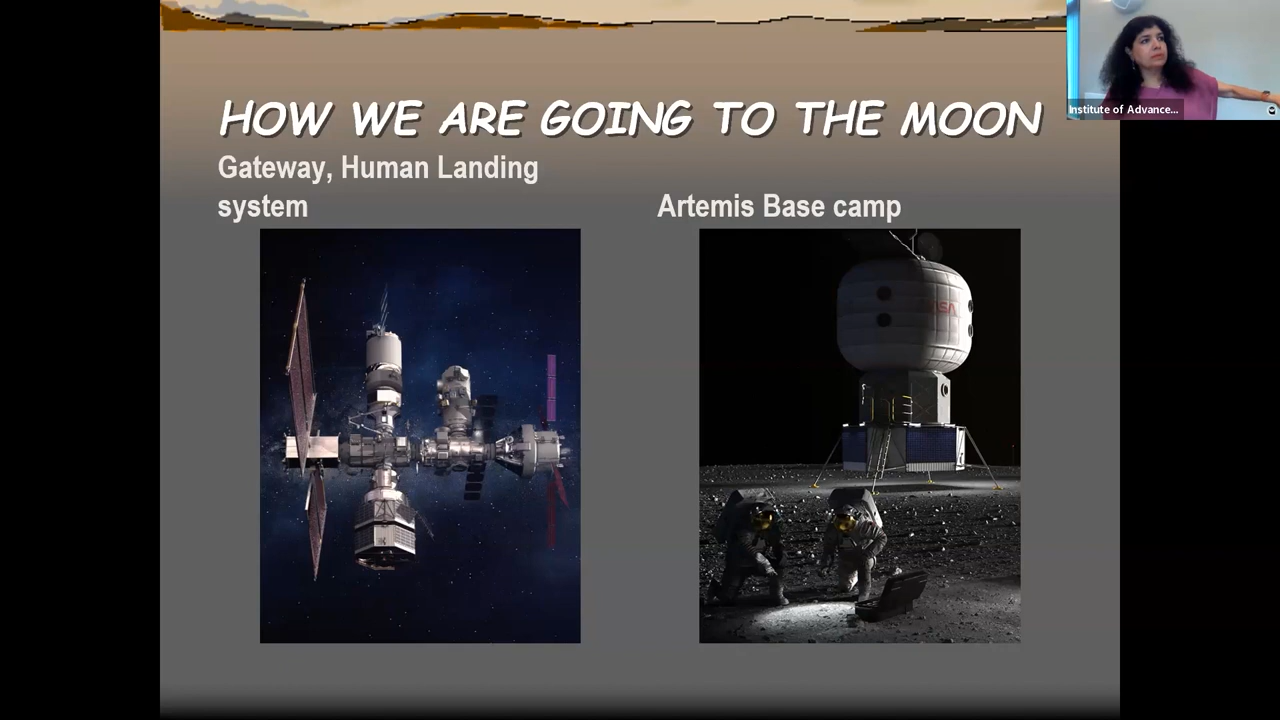 HOW WE ARE GOING TO THE MOON
Gateway, Human Landing
system
Artemis Base camp
Institute of Advance...